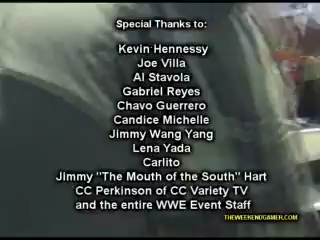 Special Thanks to:
Kevin Hennessy
Joe Villa
Al Stavola
Gabriel Reyes
Chavo Guerrero
Candice Michelle
Jimmy Wang Yang
Lena Yada
Carlito
Jimmy "The Mouth of the South" Hart
CC Perkinson of CC Variety TV
and the entire WWE Event Staff
THEWEEKENDGAMER.COM